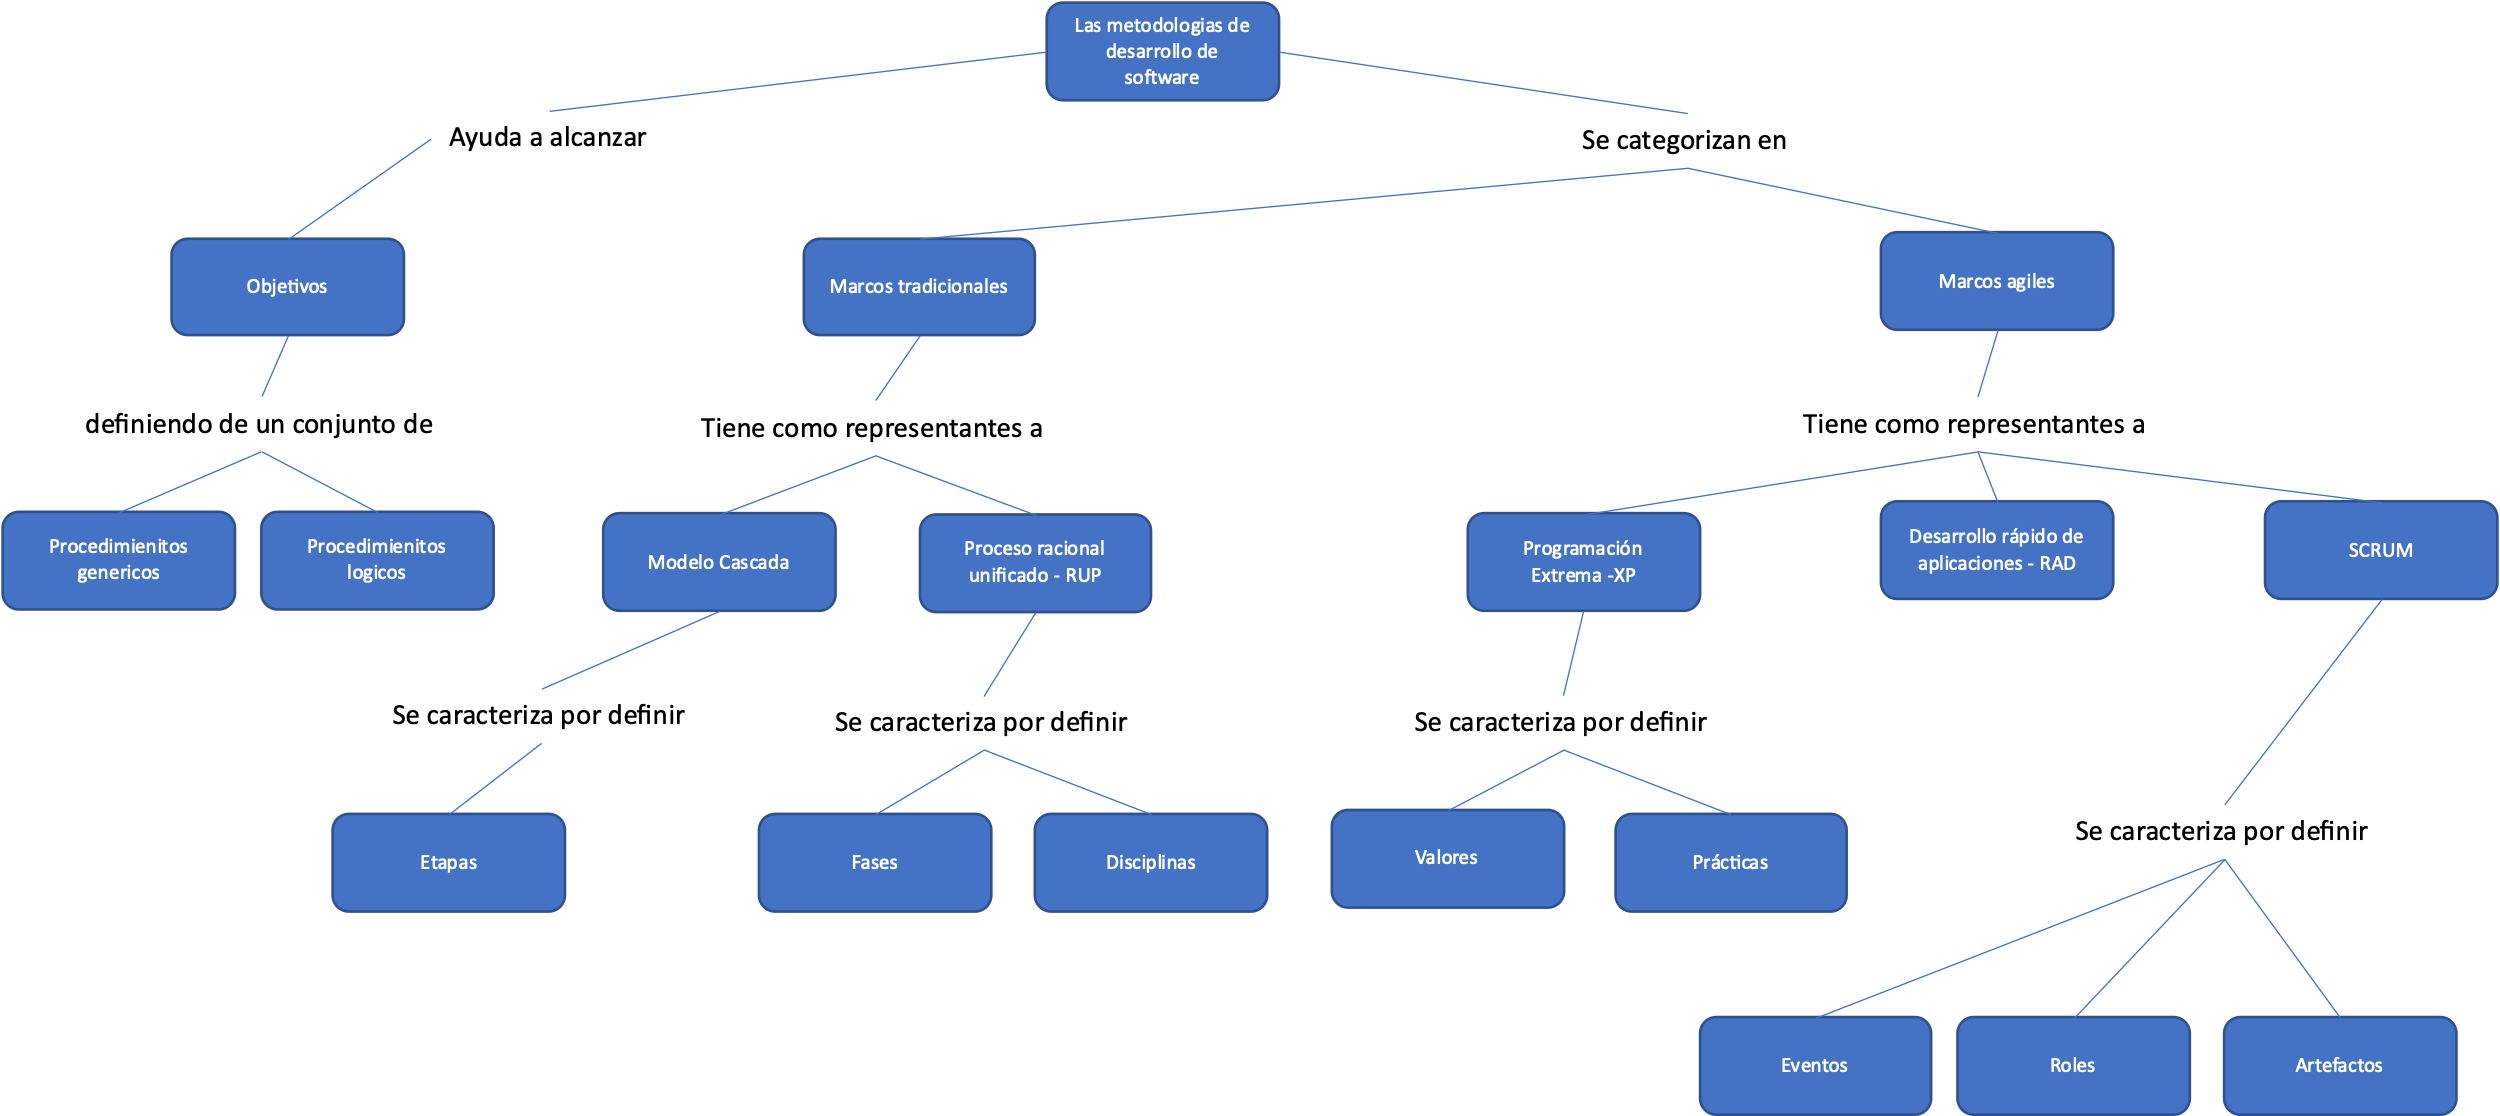 Las metodologias de
desarrollo de
software
Ayuda a alcanzar
Se categorizan en
Objetivos
Marcos tradicionales
Marcos agiles
definiendo de un conjunto de
Tiene como representantes a
Tiene como representantes a
Procedimienitos
genericos
Procedimienitos
logicos
Modelo Cascada
Proceso racional
unificado - RUP
Programación
Extrema -XP
Desarrollo rápido de
aplicaciones - RAD
SCRUM
Se caracteriza por definir
Se caracteriza por definir
Se caracteriza por definir
Se caracteriza por definir
Etapas
Fases
Disciplinas
Valores
Prácticas
Eventos
Roles
Artefactos